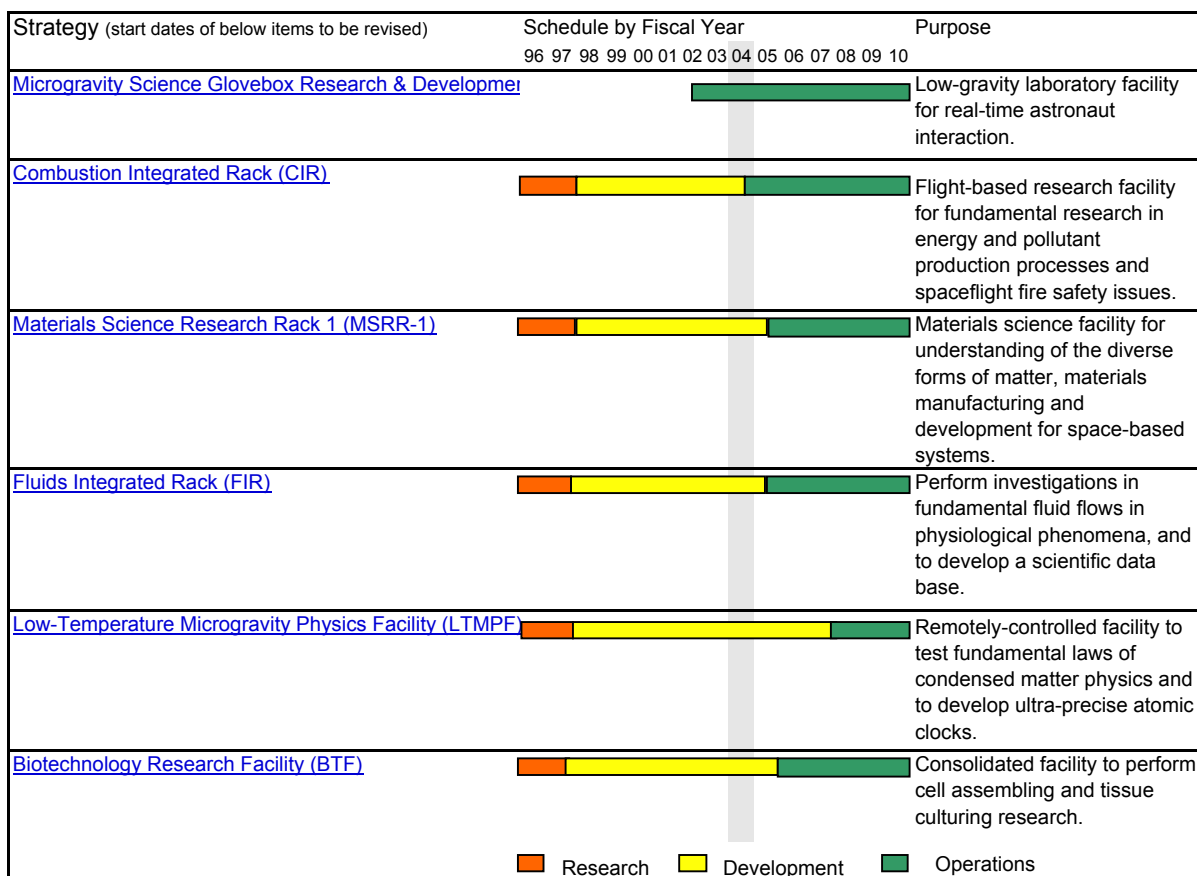 Strategy (start dates of below items to be revised) Schedule by Fiscal Year Purpose
96 97 98 99 00 01 02 03 04 05 06 07 08 09 10
Microgravity Science Glovebox Research & Developmen
Low-gravity laboratory facility
for real-time astronaut
interaction.
Combustion Integrated Rack (CIR)
Flight-based research facility
for fundamental research in
energy and pollutant
production processes and
spaceflight fire safety issues.
Materials Science Research Rack 1 (MSRR-1)
Materials science facility for
understanding of the diverse
forms of matter, materials
manufacturing and
development for space-based
systems.
Fluids Integrated Rack (FIR)
Perform investigations in
fundamental fluid flows in
physiological phenomena, and
to develop a scientific data
base.
Low-Temperature Microgravity Physics Facility (LTMPF)
Remotely-controlled facility to
test fundamental laws of
condensed matter physics and
to develop ultra-precise atomic
clocks.
Biotechnology Research Facility (BTF)
Consolidated facility to perform
cell assembling and tissue
culturing research.
Research Development Operations